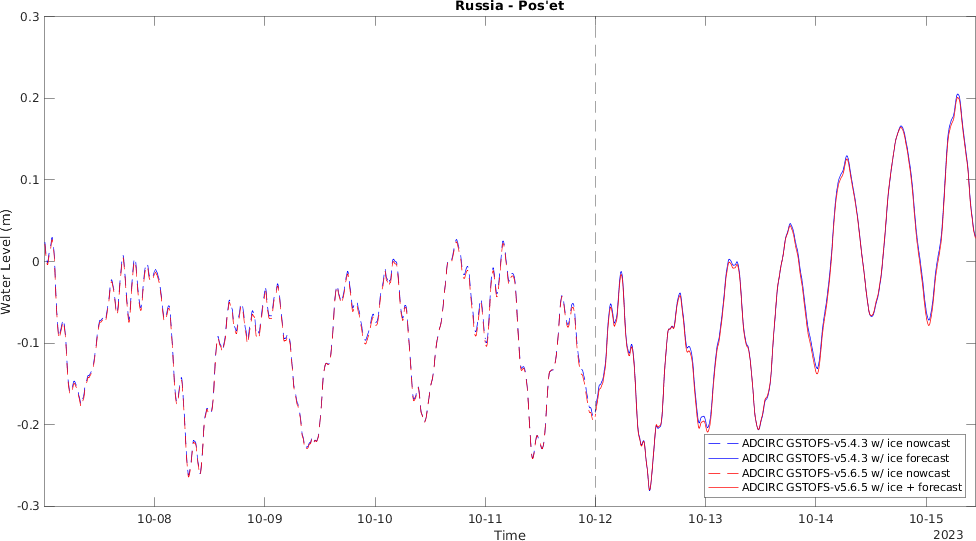 Russia - Pos'et
0.3
0.2
0.1
0
-0.1
-0.2
-0.3
Water Level (m)
ADCIRC GSTOFS-v5.4.3 w/ ice nowcast
ADCIRC GSTOFS-v5.4.3 w/ ice forecast
ADCIRC GSTOFS-v5.6.5 w/ ice nowcast
ADCIRC GSTOFS-v5.6.5 w/ ice + forecast
10-08 10-09 10-10 10-11 10-12 10-13 10-14 10-15
Time
2023